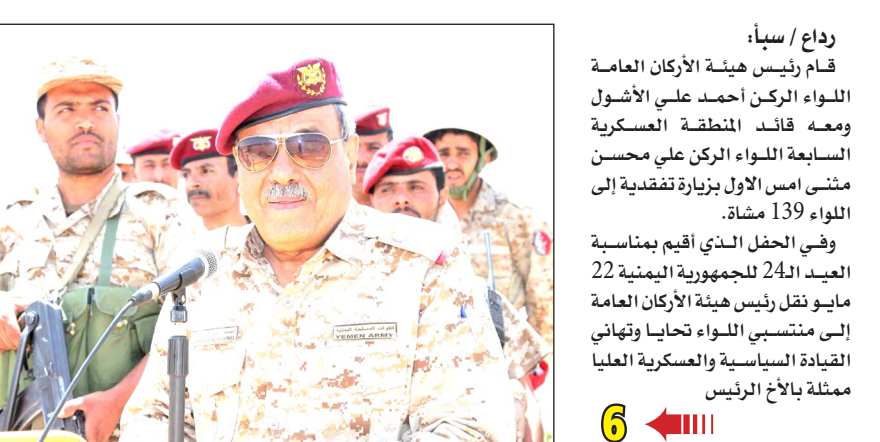 رداع / سبأ:
قام رئيس هيئة الأركان العامة
اللواء الركن أحمد علي الأشول
ومعه قائد المنطقة العسكرية
السابعة اللواء الركن علي محسن
مثنى امس الاول بزيارة تفقدية إلى
اللواء 139 مشاة.
وفي الحفل الذي أقيم بمناسبة
العيد الـ24 للجمهورية اليمنية 22
مايو نقل رئيس هيئة الأركان العامة
إلى منتسبي اللواء تحايا وتهاني
القيادة السياسية والعسكرية العليا
ممثلة بالأخ الرئيس
6
القوات المسلحة اليمنية
YEMEN ARMY